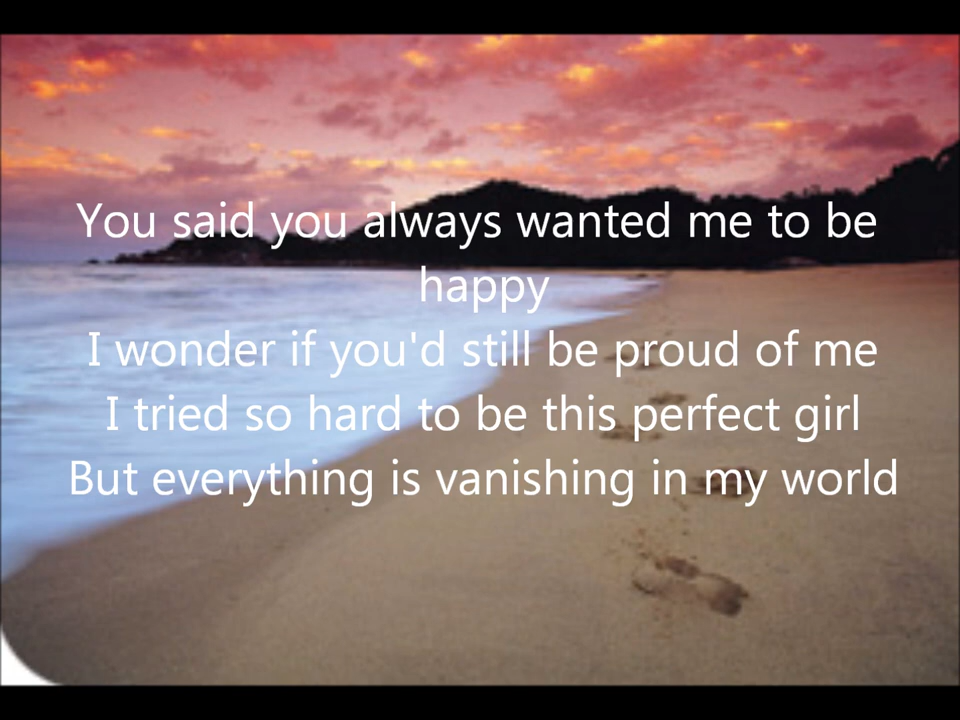 You said you always wanted me to be
happy
I wonder if you'd still be proud of me
I tried so hard to be this perfect girl
But everything is vanishing in my world